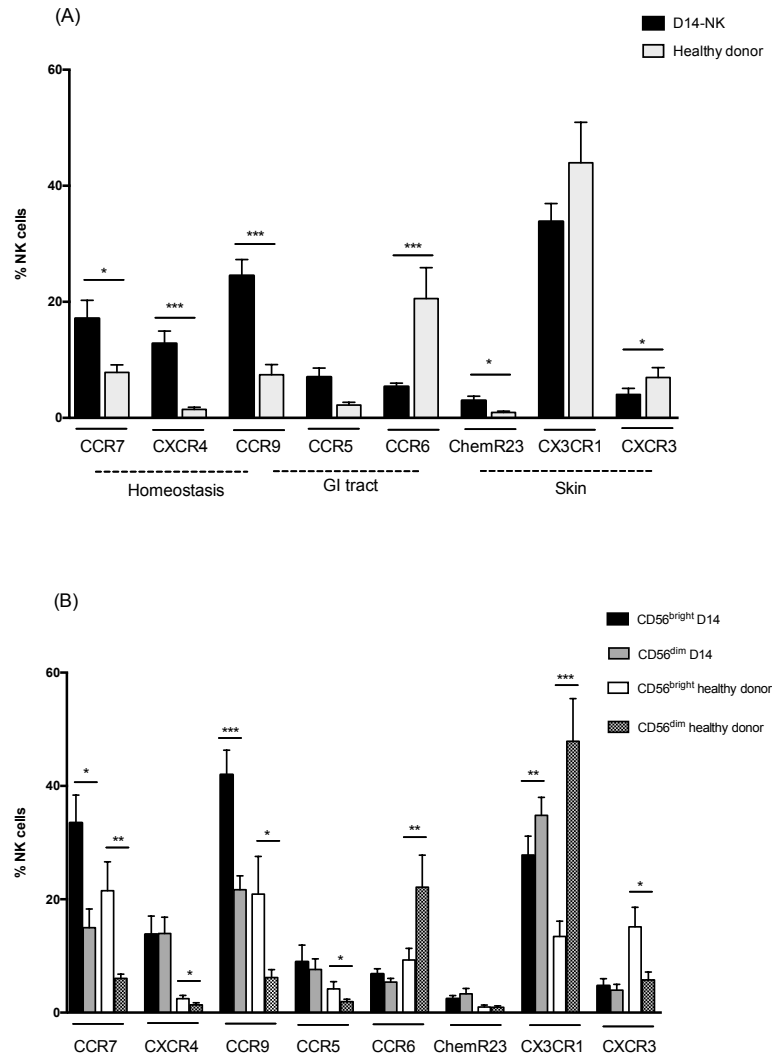 (A)
D14-NK
Healthy donor
% NK cells
60
40
20
0
* *** *** *** * *
CCR7 CXCR4 CCR9 CCR5 CCR6 ChemR23 CX3CR1 CXCR3
Homeostasis GI tract Skin
(B)
CD56bright D14
CD56dim D14
CD56bright healthy donor
CD56dim healthy donor
% NK cells
60
40
20
0
* ** * *** * * ** ** *** *
CCR7 CXCR4 CCR9 CCR5 CCR6 ChemR23 CX3CR1 CXCR3